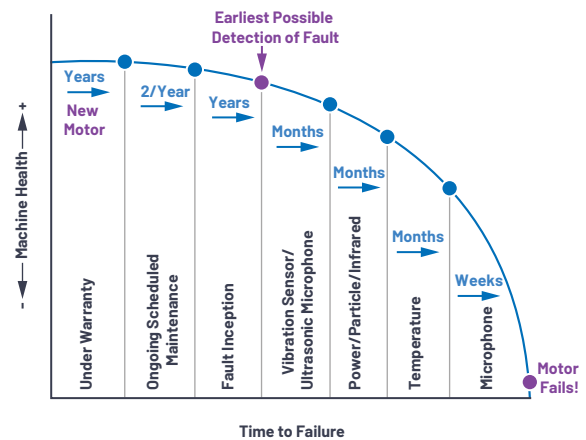 Earliest Possible
Detection of Fault
Years
New
Motor
2/Year
Years
Months
Months
Months
Weeks
+
Machine Health
-
Under Warranty
Ongoing Scheduled
Maintenance
Fault Inception
Vibration Sensor/
Ultrasonic Microphone
Power/Particle/Infrared
Temperature
Microphone
Motor
Fails!
Time to Failure